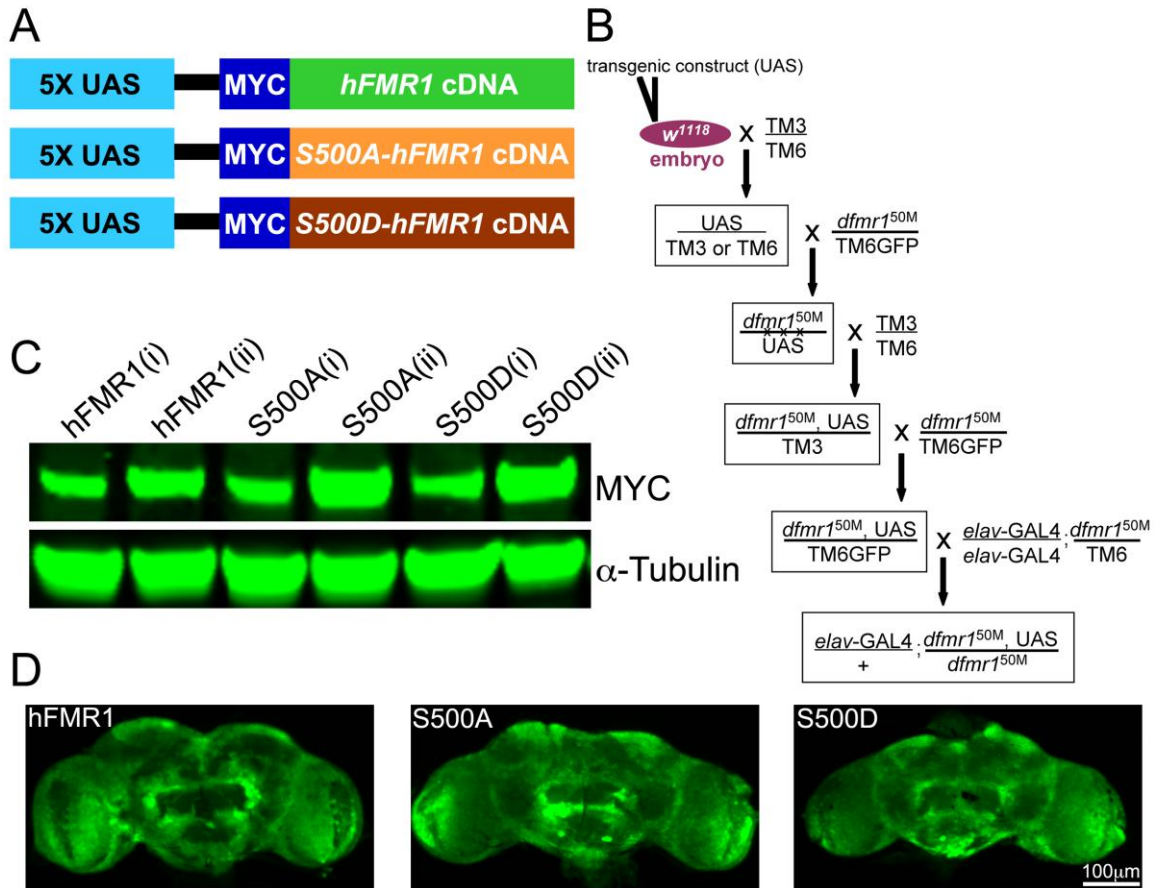 A
5X UAS MYC hFMR1 cDNA
5X UAS MYC S500A-hFMR1 cDNA
5X UAS MYC S500D-hFMR1 cDNA
B
transgenic construct (UAS)
w1118 X TM3
embryo TM6
UAS X dfmr150M
TM3 or TM6 TM6GFP
dfmr150M X TM3
x x x
UAS TM6
dfmr150M, UAS X dfmr150M
TM3 TM6GFP
dfmr150M, UAS X elav-GAL4 ; dfmr150M
TM6GFP elav-GAL4 TM6
elav-GAL4 ; dfmr150M, UAS
+ dfmr150M
C
hFMR1(i) hFMR1(ii) S500A(i) S500A(ii) S500D(i) S500D(ii)
MYC
α-Tubulin
D
hFMR1
S500A
S500D
100μm